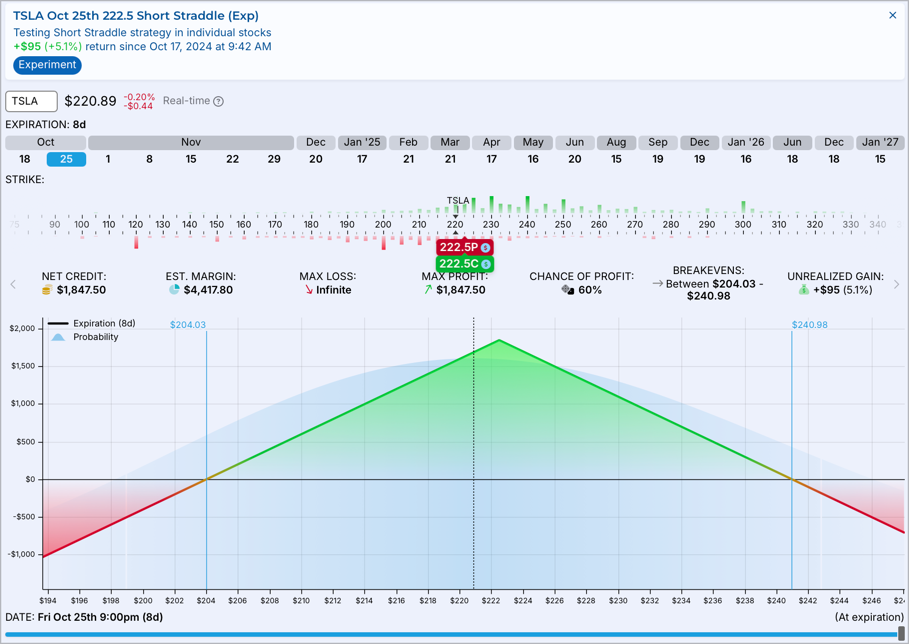 TSLA Oct 25th 222.5 Short Straddle (Exp)
Testing Short Straddle strategy in individual stocks
+$95 (+5.1%) return since Oct 17, 2024 at 9:42 AM
Experiment
TSLA $220.89 -0.20% -$0.44 Real-time ?
EXPIRATION: 8d
Oct Nov Dec Jan '25 Feb Mar Apr May Jun Aug Sep Dec Jan '26 Jun Dec Jan '27
18 25 1 8 15 22 29 20 17 21 21 17 16 20 15 19 19 16 18 18 15
STRIKE:
TSLA
75 90 100 110 120 130 140 150 160 170 180 190 200 210 220 230 240 250 260 270 280 290 300 310 320 330 340
222.5P $
222.5C $
NET CREDIT: EST. MARGIN: MAX LOSS: MAX PROFIT: CHANCE OF PROFIT: BREAKEVENS: UNREALIZED GAIN:
$1,847.50 $4,417.80 Infinite $1,847.50 60% Between $204.03 - $240.98 +$95 (5.1%)
Expiration (8d)
Probability
$204.03
$240.98
$2,000
$1,500
$1,000
$500
$0
-$500
-$1,000
$194 $196 $198 $200 $202 $204 $206 $208 $210 $212 $214 $216 $218 $220 $222 $224 $226 $228 $230 $232 $234 $236 $238 $240 $242 $244 $246
DATE: Fri Oct 25th 9:00pm (8d)
(At expiration)